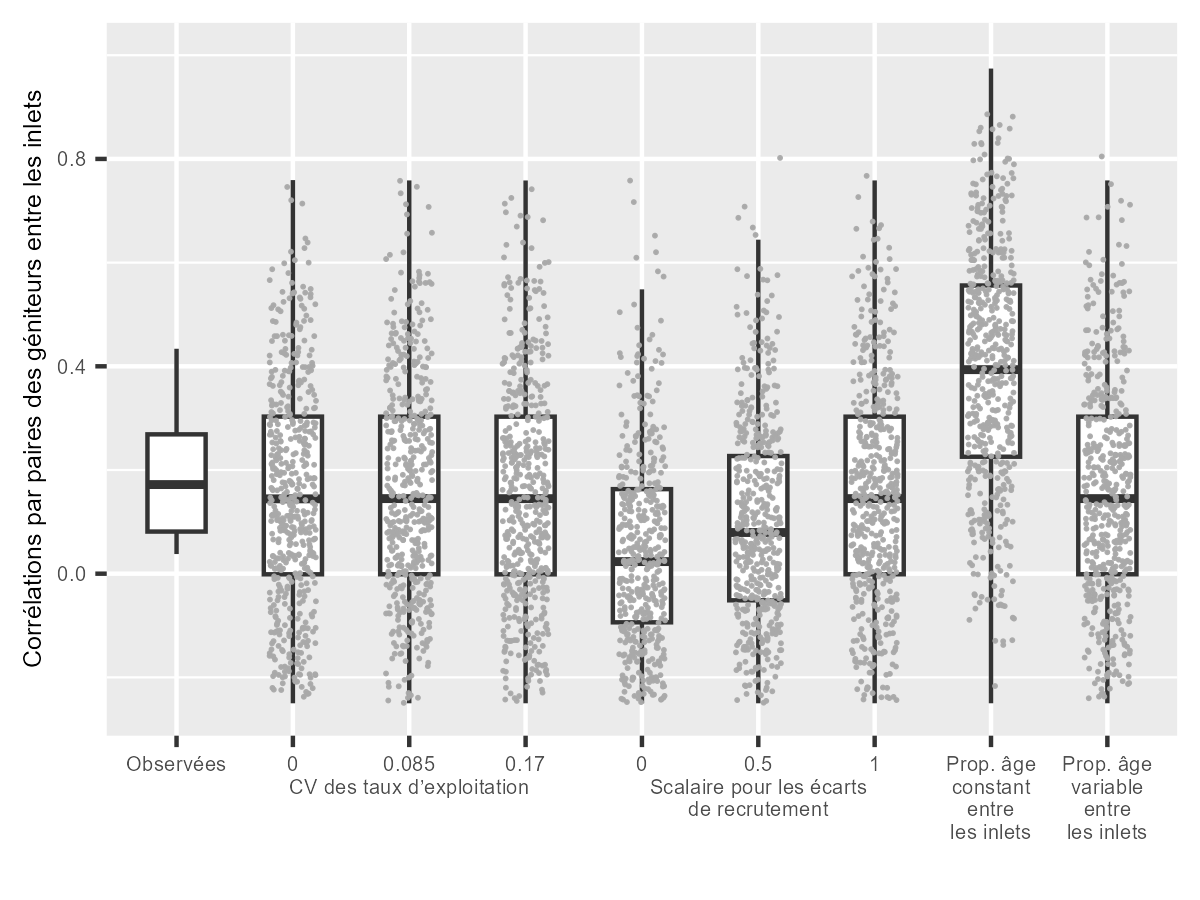 Corrélations par paires des géniteurs entre les inlets
0.8
0.4
0.0
Observées
0
0.085
0.17
0
0.5
1
Prop. âge
constant
entre
les inlets
Prop. âge
variable
entre
les inlets
CV des taux d’exploitation
Scalaire pour les écarts
de recrutement